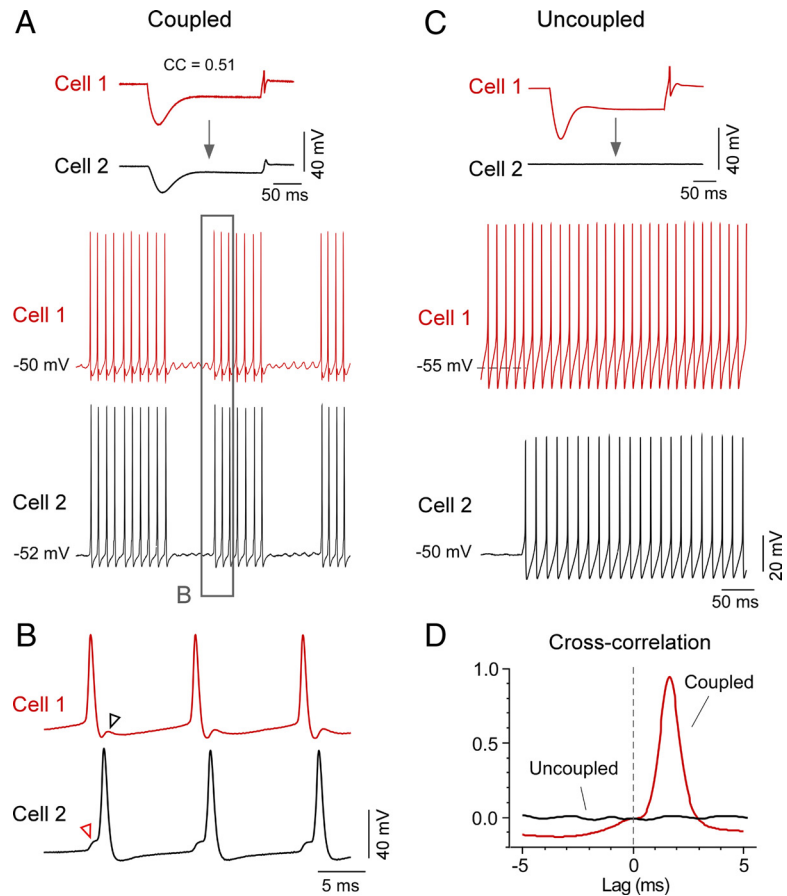 A
Coupled
CC = 0.51
Cell 1
Cell 2
40 mV
50 ms
Cell 1
-50 mV
Cell 2
-52 mV
B
C
Uncoupled
Cell 1
Cell 2
40 mV
50 ms
Cell 1
-55 mV
Cell 2
-50 mV
20 mV
50 ms
B
Cell 1
Cell 2
40 mV
5 ms
D
Cross-correlation
1.0
Coupled
0.5
Uncoupled
0.0
-5 0 5
Lag (ms)